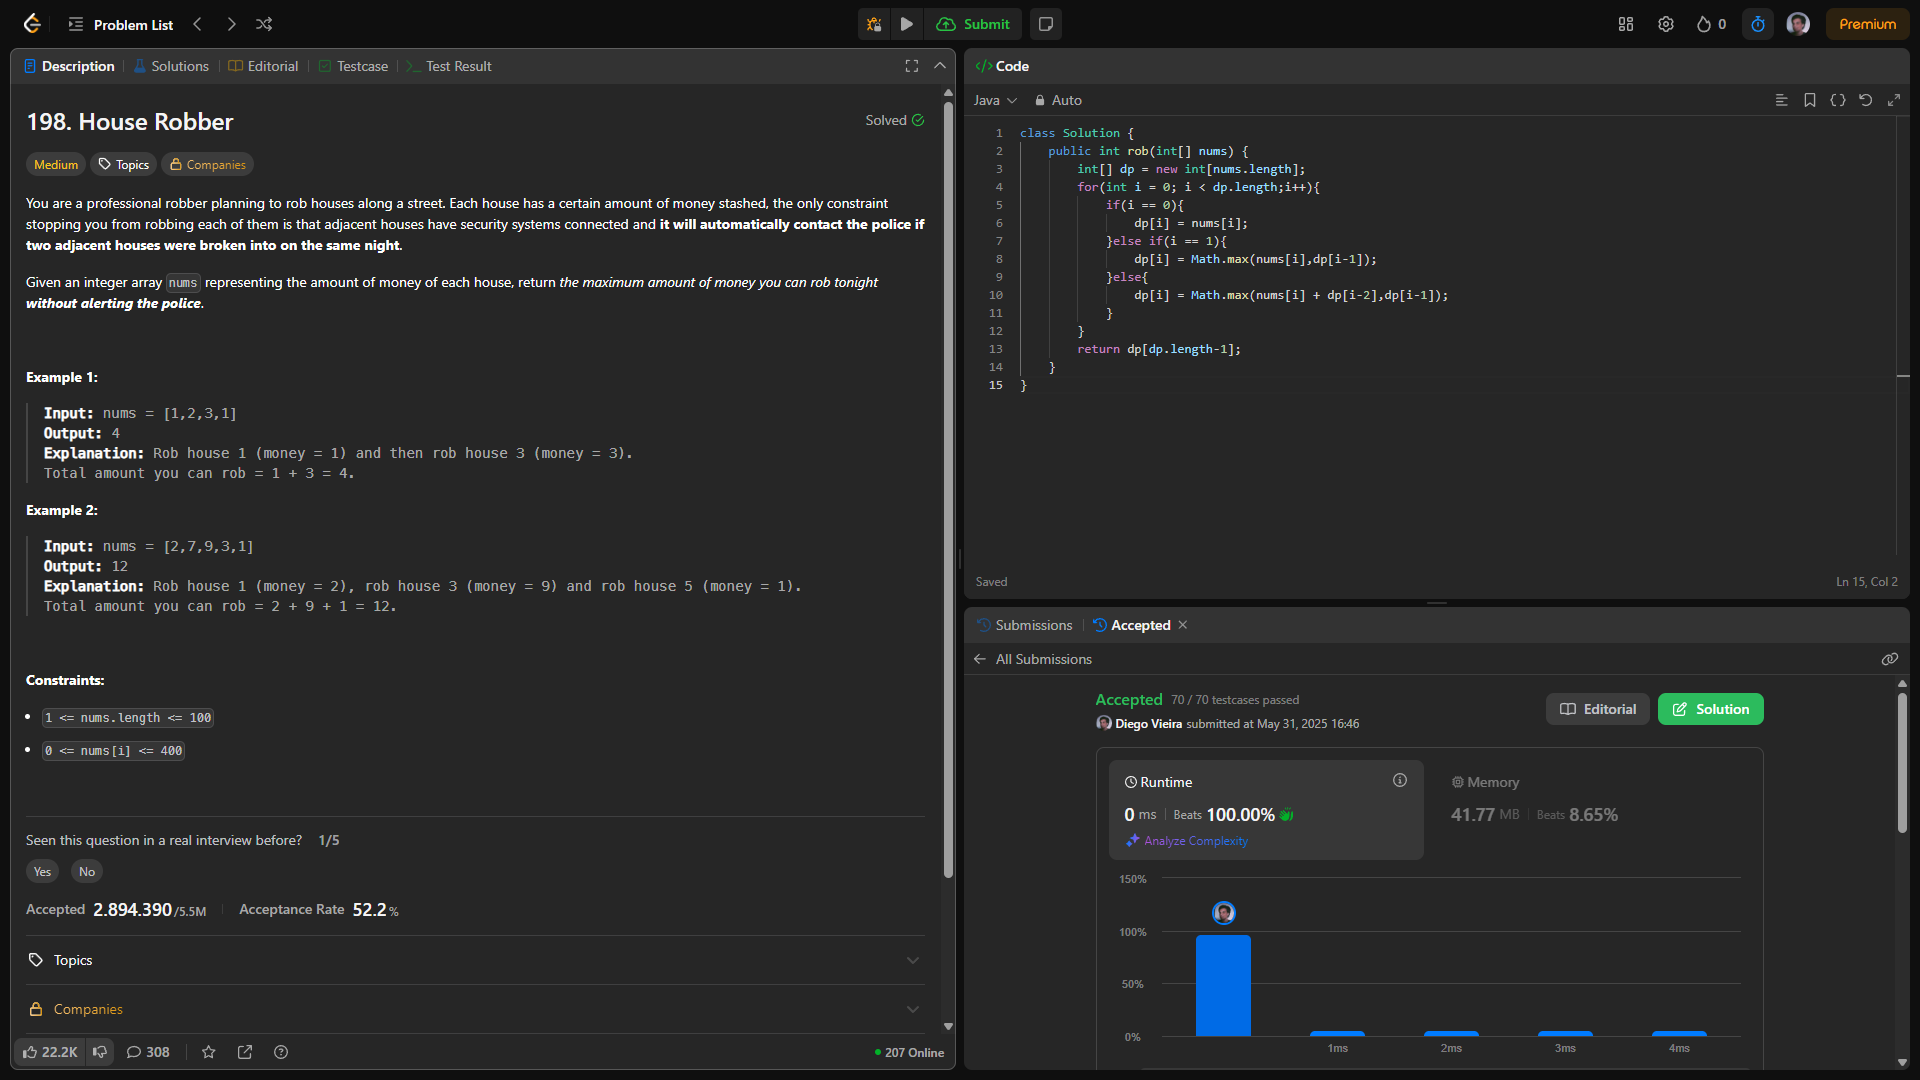 Problem List
Submit
0
Premium
Description
Solutions
Editorial
Testcase
Test Result
198. House Robber
Solved
Medium
Topics
Companies
You are a professional robber planning to rob houses along a street. Each house has a certain amount of money stashed, the only constraint
stopping you from robbing each of them is that adjacent houses have security systems connected and it will automatically contact the police if
two adjacent houses were broken into on the same night.
Given an integer array nums representing the amount of money of each house, return the maximum amount of money you can rob tonight
without alerting the police.
Example 1:
Input: nums = [1,2,3,1]
Output: 4
Explanation: Rob house 1 (money = 1) and then rob house 3 (money = 3).
Total amount you can rob = 1 + 3 = 4.
Example 2:
Input: nums = [2,7,9,3,1]
Output: 12
Explanation: Rob house 1 (money = 2), rob house 3 (money = 9) and rob house 5 (money = 1).
Total amount you can rob = 2 + 9 + 1 = 12.
Constraints:
1 <= nums.length <= 100
0 <= nums[i] <= 400
Seen this question in a real interview before? 1/5
Yes
No
Accepted 2.894.390/5.5M
Acceptance Rate 52.2%
Topics
Companies
22.2K
308
207 Online
</> Code
Java
Auto
1 class Solution {
2 public int rob(int[] nums) {
3 int[] dp = new int[nums.length];
4 for(int i = 0; i < dp.length;i++){
5 if(i == 0){
6 dp[i] = nums[i];
7 }else if(i == 1){
8 dp[i] = Math.max(nums[i],dp[i-1]);
9 }else{
10 dp[i] = Math.max(nums[i] + dp[i-2],dp[i-1]);
11 }
12 }
13 return dp[dp.length-1];
14 }
15 }
Saved
Ln 15, Col 2
Submissions
Accepted
All Submissions
Accepted 70 / 70 testcases passed
Diego Vieira submitted at May 31, 2025 16:46
Editorial
Solution
Runtime
0 ms Beats 100.00%
Analyze Complexity
Memory
41.77 MB Beats 8.65%
150%
100%
50%
0%
1ms
2ms
3ms
4ms